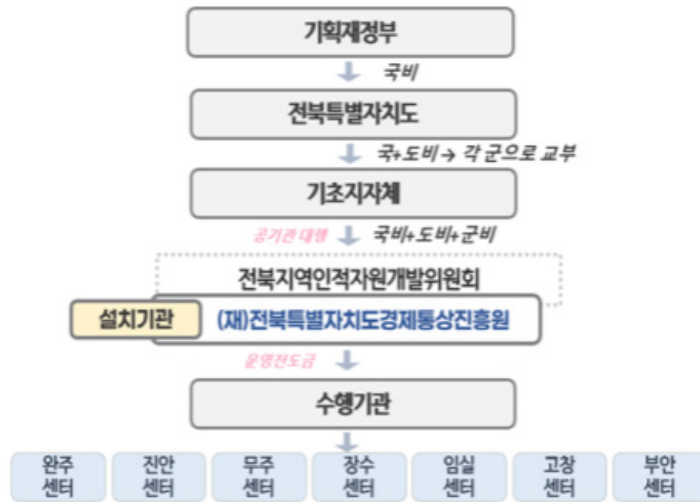 기획재정부
국비
전북특별자치도
국+도비→ 각 군으로 교부
기초지자체
공기관 대행 국비+도비+군비
전북지역인적자원개발위원회
설치기관 (재)전북특별자치도경제통상진흥원
운영전도금
수행기관
완주 진안 무주 장수 임실 고창 부안
센터 센터 센터 센터 센터 센터 센터